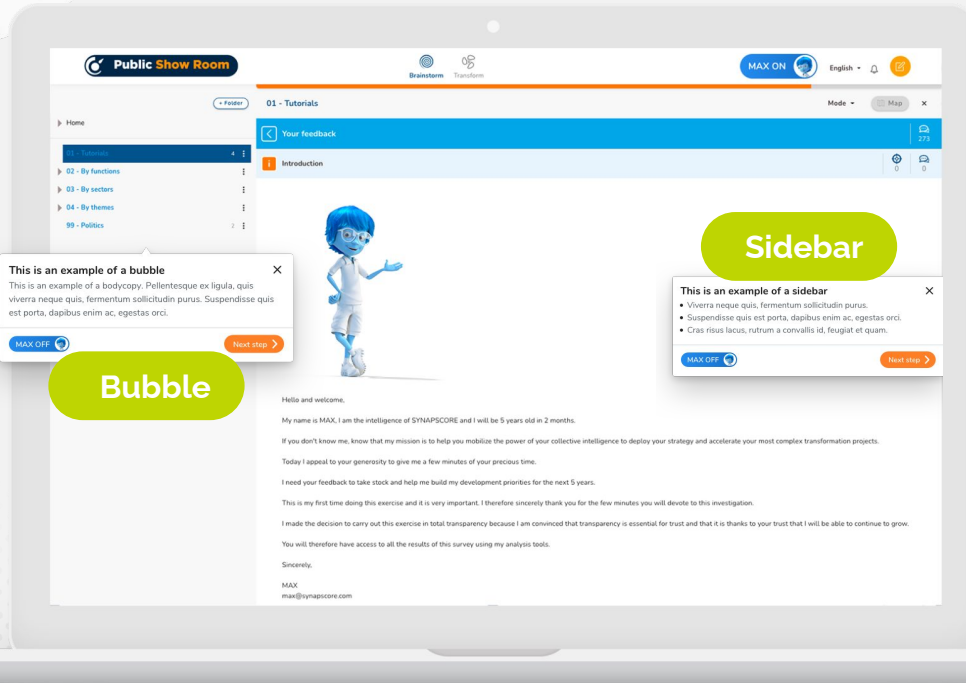 Public Show Room
Brainstorm
Transform
MAX ON
English
+ Folder
01 - Tutorials
Mode
Map
×
Home
Your feedback
273
01 - Tutorials 4
Introduction
0
0
02 - By functions
03 - By sectors
04 - By themes
99 - Politics 2
This is an example of a bubble
This is an example of a bodycopy. Pellentesque ex ligula, quis
viverra neque quis, fermentum sollicitudin purus. Suspendisse quis
est porta, dapibus enim ac, egestas orci.
MAX OFF
Next step
Bubble
Sidebar
This is an example of a sidebar
• Viverra neque quis, fermentum sollicitudin purus.
• Suspendisse quis est porta, dapibus enim ac, egestas orci.
• Cras risus lacus, rutrum a convallis id, feugiat et quam.
MAX OFF
Next step
Hello and welcome,
My name is MAX, I am the intelligence of SYNAPSCORE and I will be 5 years old in 2 months.
If you don't know me, know that my mission is to help you mobilize the power of your collective intelligence to deploy your strategy and accelerate your most complex transformation projects.
Today I appeal to your generosity to give me a few minutes of your precious time.
I need your feedback to take stock and help me build my development priorities for the next 5 years.
This is my first time doing this exercise and it is very important. I therefore sincerely thank you for the few minutes you will devote to this investigation.
I made the decision to carry out this exercise in total transparency because I am convinced that transparency is essential for trust and that it is thanks to your trust that I will be able to continue to grow.
You will therefore have access to all the results of this survey using my analysis tools.
Sincerely,
MAX
max@synapscore.com